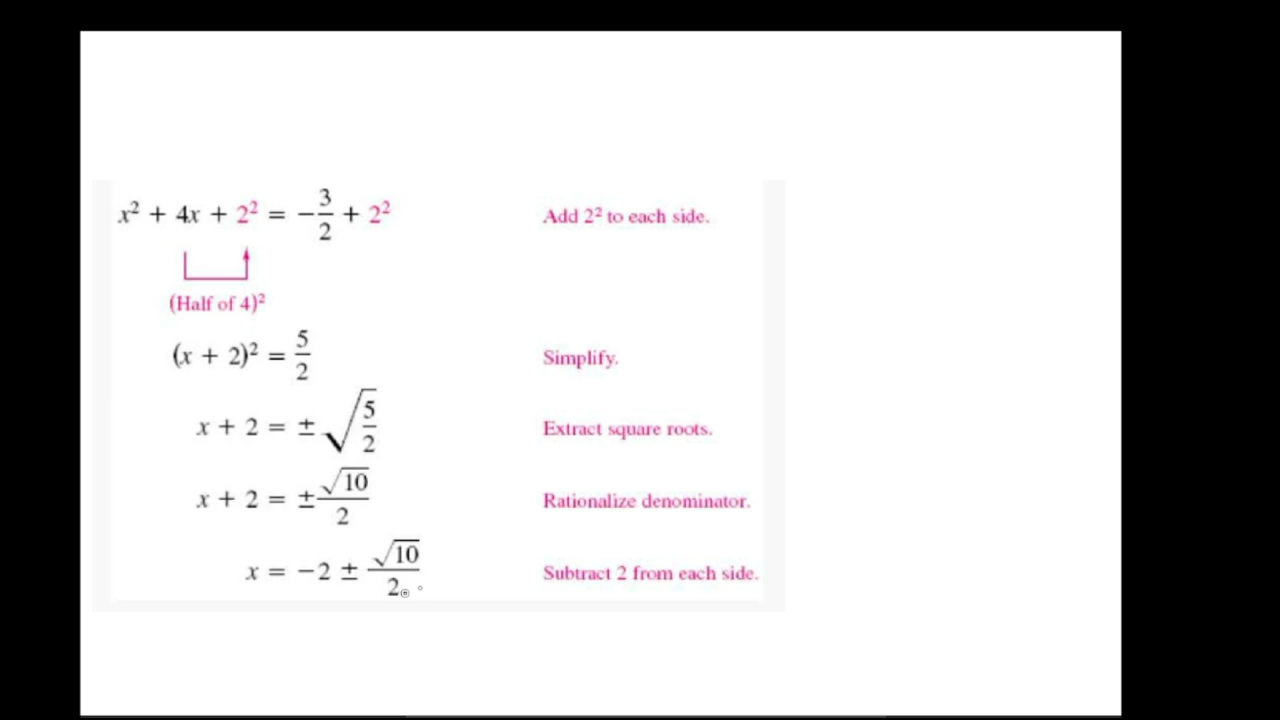 x² + 4x + 2² = −3/2 + 2² Add 2² to each side.
(Half of 4)²
(x + 2)² = 5/2 Simplify.
x + 2 = ±√(5/2) Extract square roots.
x + 2 = ±√10/2 Rationalize denominator.
x = −2 ± √10/2 Subtract 2 from each side.